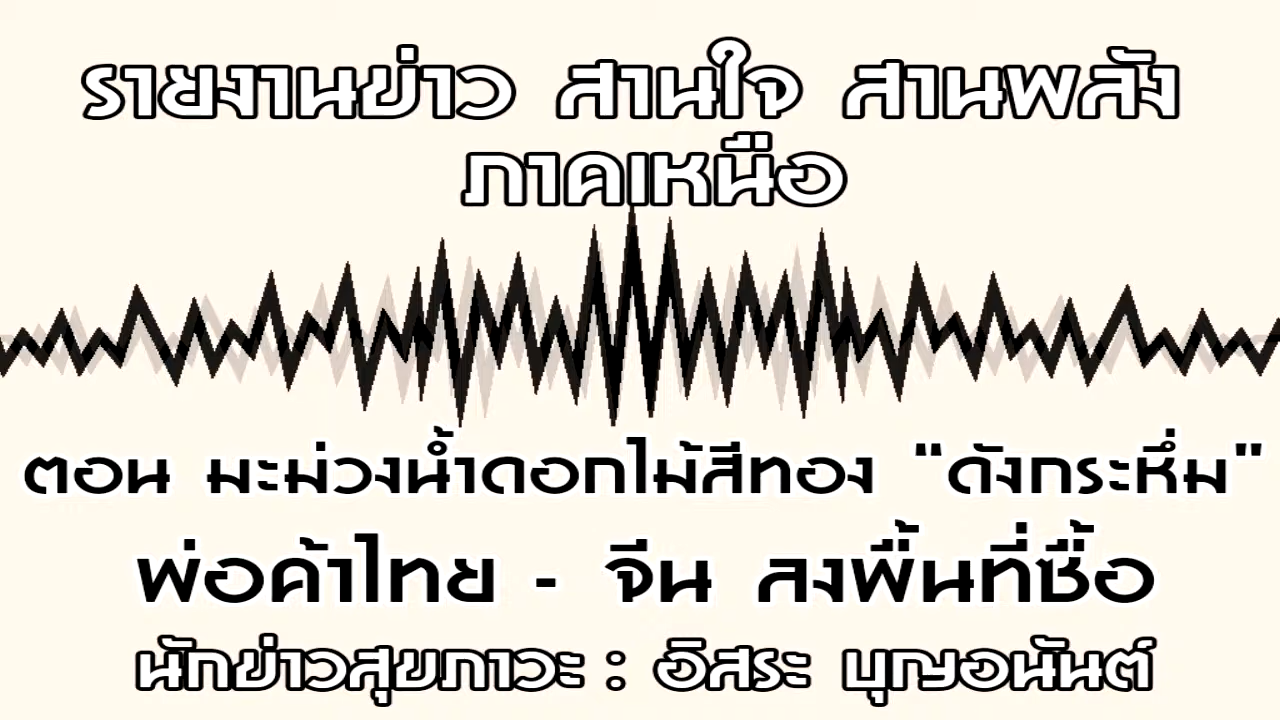 รายงานข่าว สานใจ สานพลัง
ภาคเหนือ
ตอน มะม่วงน้ำดอกไม้สีทอง "ดังกระหึ่ม"
พ่อค้าไทย - จีน ลงพื้นที่ซื้อ
นักข่าวสุขภาวะ : อิสระ บุญอนันต์